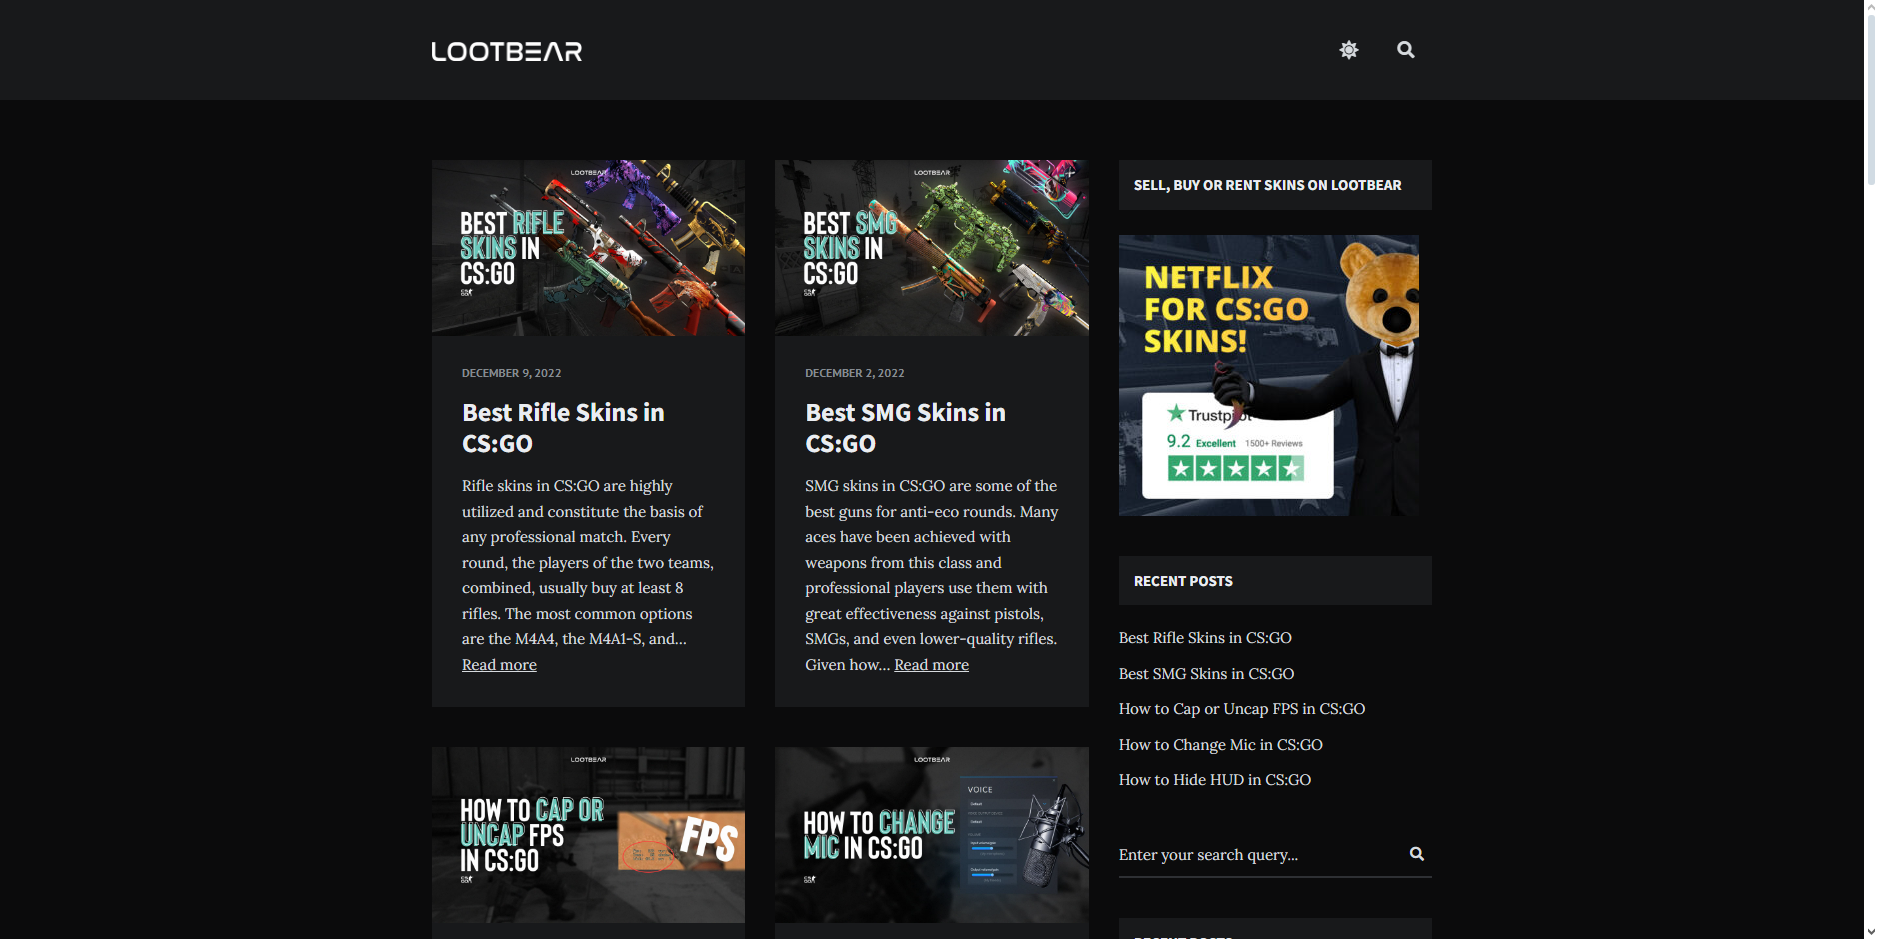 LOOTBEAR
LOOTBEAR
BEST RIFLE
SKINS IN
CS:GO
DECEMBER 9, 2022
Best Rifle Skins in
CS:GO
Rifle skins in CS:GO are highly
utilized and constitute the basis of
any professional match. Every
round, the players of the two teams,
combined, usually buy at least 8
rifles. The most common options
are the M4A4, the M4A1-S, and...
Read more
LOOTBEAR
BEST SMG
SKINS IN
CS:GO
DECEMBER 2, 2022
Best SMG Skins in
CS:GO
SMG skins in CS:GO are some of the
best guns for anti-eco rounds. Many
aces have been achieved with
weapons from this class and
professional players use them with
great effectiveness against pistols,
SMGs, and even lower-quality rifles.
Given how... Read more
LOOTBEAR
HOW TO CAP OR
UNCAP FPS
IN CS:GO
FPS
LOOTBEAR
HOW TO CHANGE
MIC IN CS:GO
VOICE
SELL, BUY OR RENT SKINS ON LOOTBEAR
NETFLIX
FOR CS:GO
SKINS!
Trustpilot
9.2 Excellent 1500+ Reviews
RECENT POSTS
Best Rifle Skins in CS:GO
Best SMG Skins in CS:GO
How to Cap or Uncap FPS in CS:GO
How to Change Mic in CS:GO
How to Hide HUD in CS:GO
Enter your search query...
RECENT POSTS